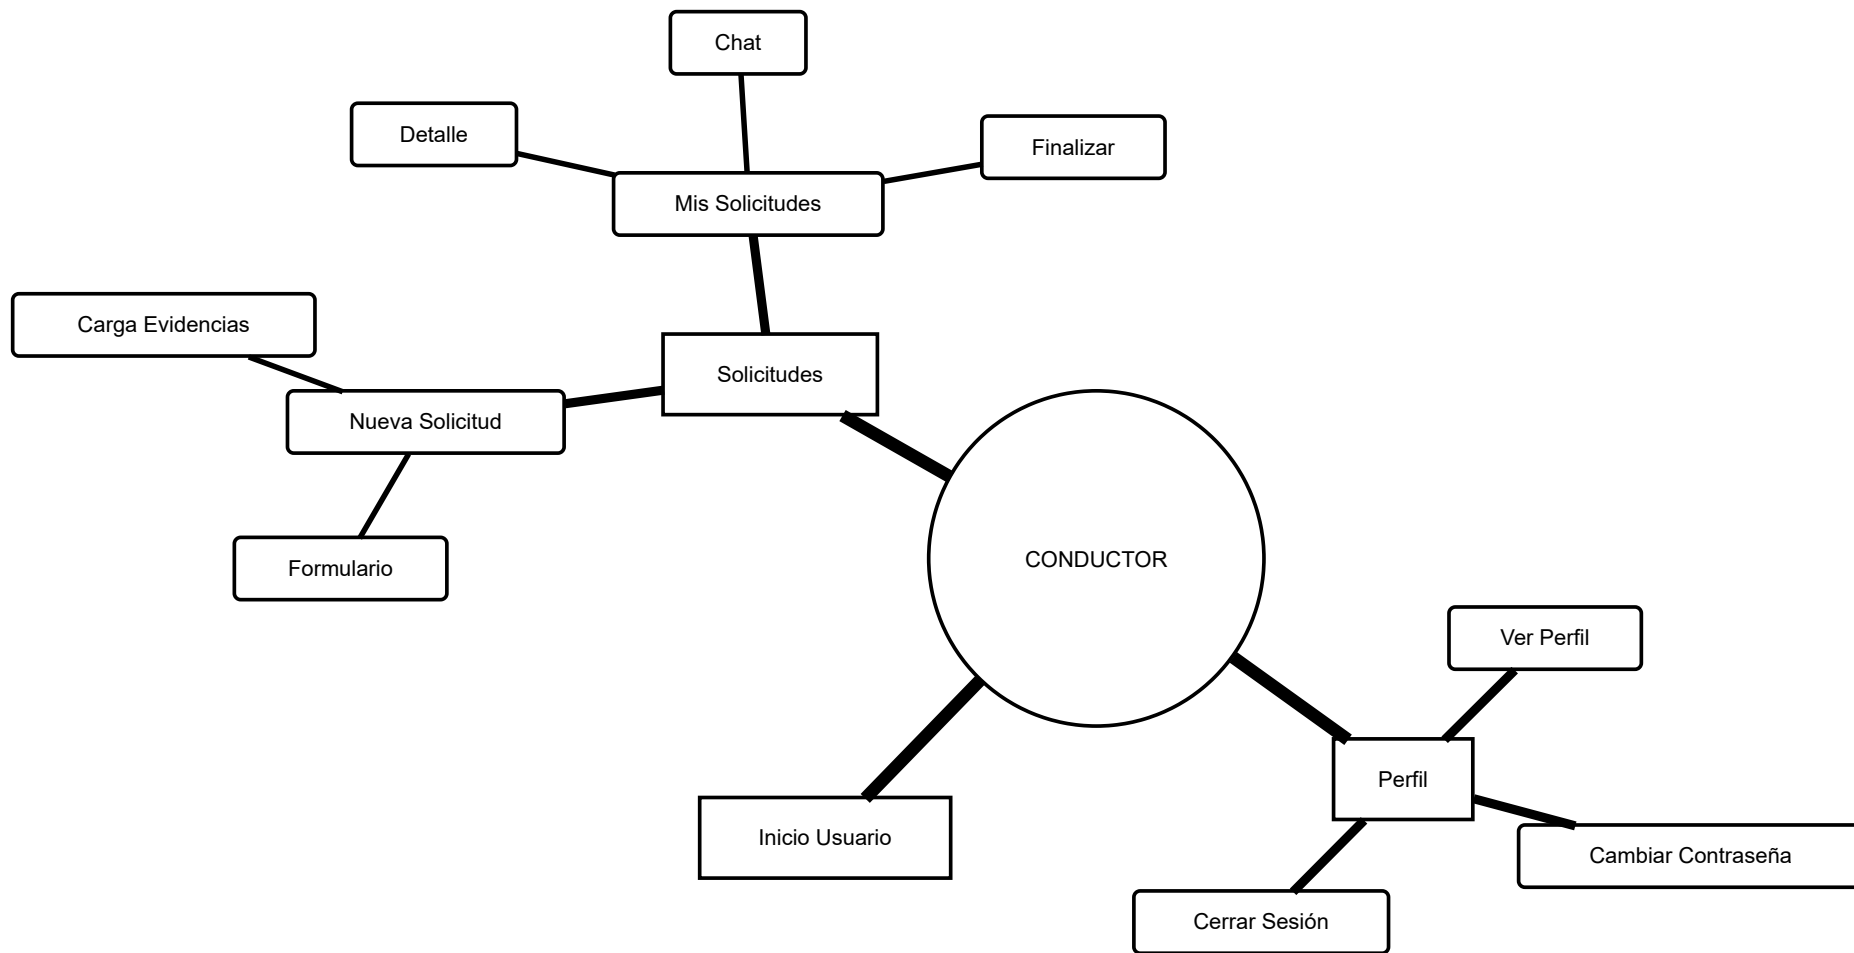 Chat
Detalle
Finalizar
Mis Solicitudes
Carga Evidencias
Solicitudes
Nueva Solicitud
CONDUCTOR
Formulario
Ver Perfil
Perfil
Inicio Usuario
Cambiar Contraseña
Cerrar Sesión